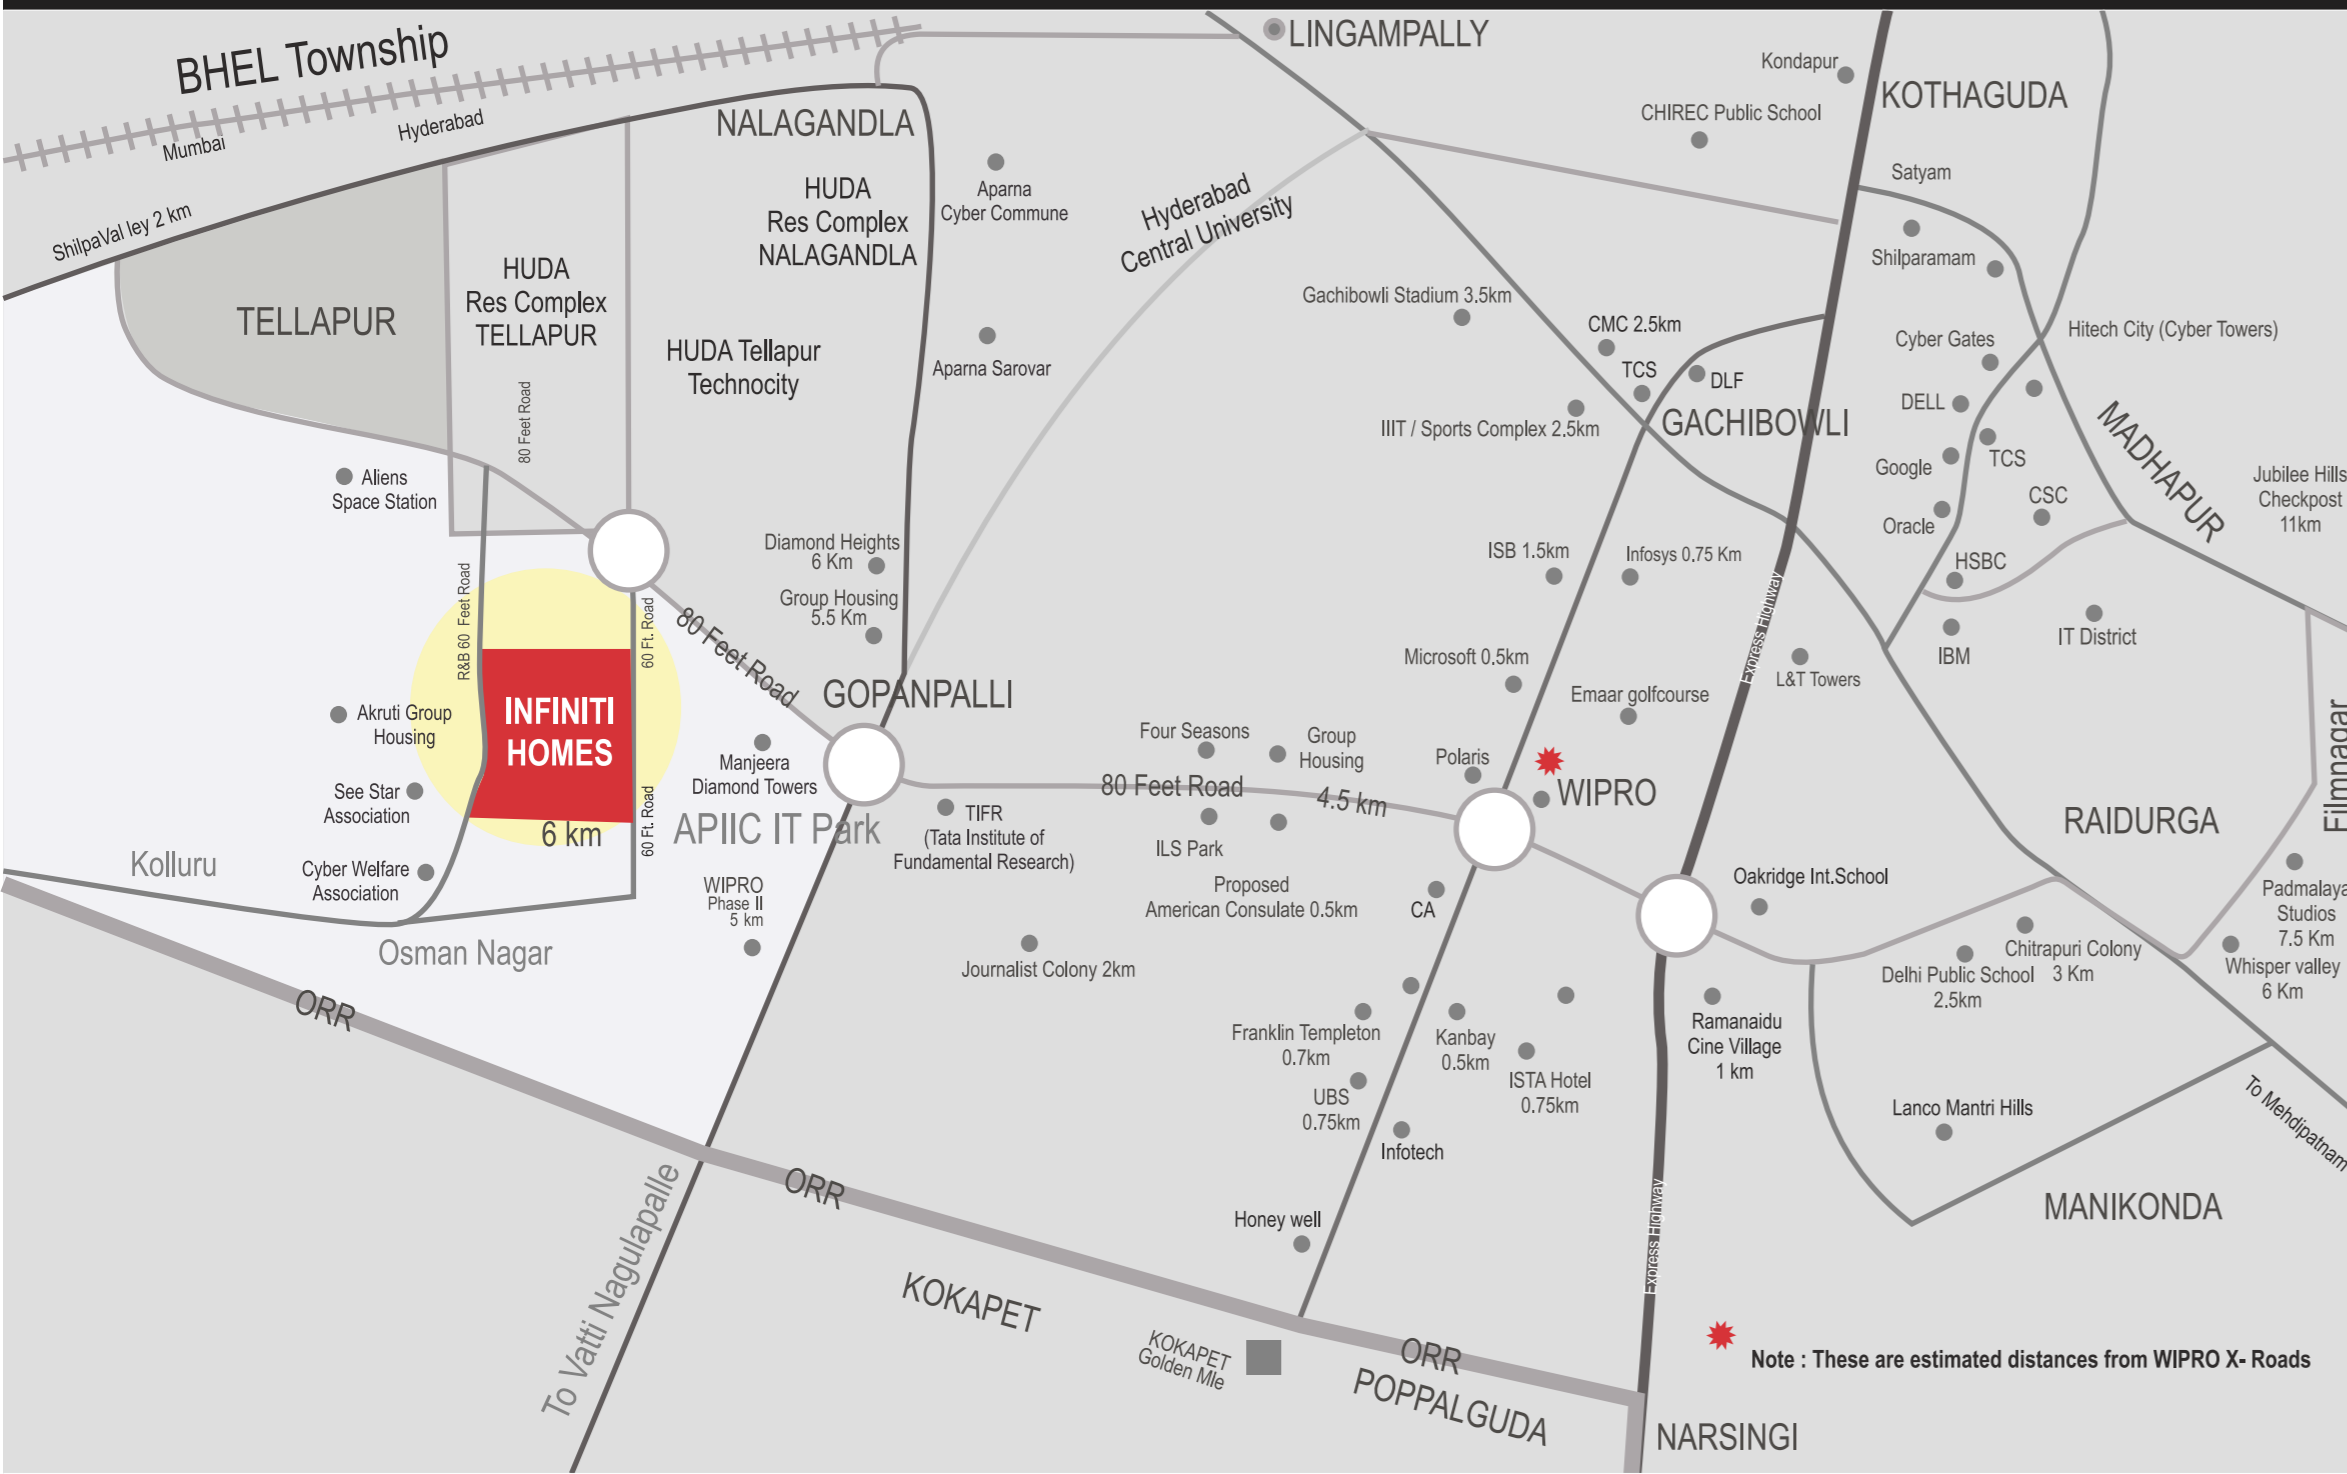 BHEL Township
Mumbai
Hyderabad
ShilpaVal ley 2 km
LINGAMPALLY
Kondapur
KOTHAGUDA
CHIREC Public School
NALAGANDLA
HUDA
Res Complex
NALAGANDLA
Aparna
Cyber Commune
Hyderabad
Central University
Satyam
Shilparamam
TELLAPUR
HUDA
Res Complex
TELLAPUR
80 Feet Road
HUDA Tellapur
Technocity
Aparna Sarovar
Gachibowli Stadium 3.5km
CMC 2.5km
TCS
DLF
GACHIBOWLI
IIIT / Sports Complex 2.5km
Cyber Gates
Hitech City (Cyber Towers)
DELL
Google
TCS
Oracle
CSC
HSBC
IBM
IT District
MADHAPUR
Jubilee Hills
Checkpost
11km
Aliens
Space Station
Diamond Heights
6 Km
Group Housing
5.5 Km
ISB 1.5km
Infosys 0.75 Km
Express Highway
L&T Towers
R&B 60 Feet Road
60 Ft. Road
80 Feet Road
GOPANPALLI
Microsoft 0.5km
Emaar golfcourse
INFINITI
HOMES
Akruti Group
Housing
See Star
Association
Manjeera
Diamond Towers
Four Seasons
Group
Housing
Polaris
WIPRO
80 Feet Road
4.5 km
Filmnagar
RAIDURGA
6 km
60 Ft. Road
APIIC IT Park
TIFR
(Tata Institute of
Fundamental Research)
ILS Park
Kolluru
Cyber Welfare
Association
WIPRO
Phase II
5 km
Proposed
American Consulate 0.5km
CA
Oakridge Int.School
Padmalaya
Studios
7.5 Km
Osman Nagar
Journalist Colony 2km
Delhi Public School
2.5km
Chitrapuri Colony
3 Km
Whisper valley
6 Km
ORR
Franklin Templeton
0.7km
Kanbay
0.5km
ISTA Hotel
0.75km
UBS
0.75km
Infotech
Ramanaidu
Cine Village
1 km
Lanco Mantri Hills
To Mehdipatnam
MANIKONDA
ORR
Honey well
Express Highway
To Vatti Nagulapalle
KOKAPET
KOKAPET
Golden Mle
ORR
POPPALGUDA
NARSINGI
Note : These are estimated distances from WIPRO X- Roads